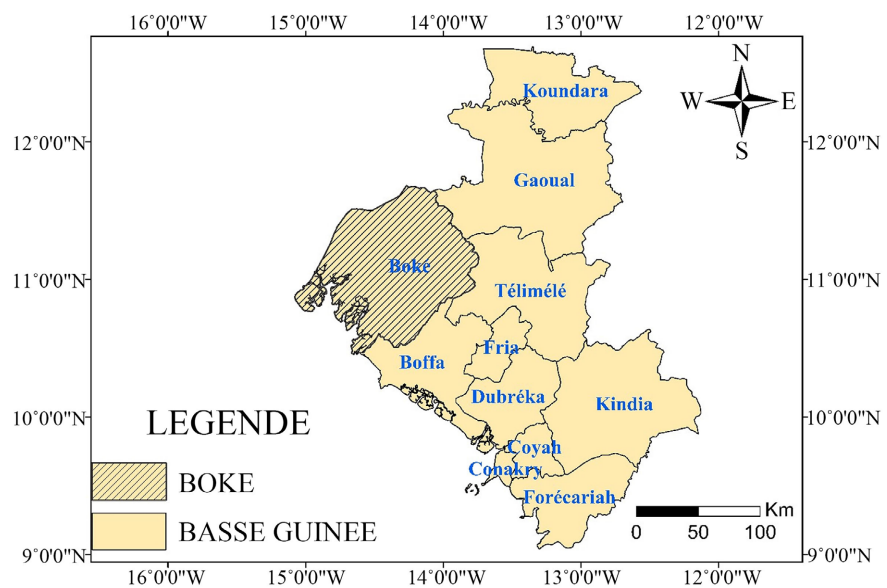 16°0'0"W 15°0'0"W 14°0'0"W 13°0'0"W 12°0'0"W
N
W E
S
Koundara
12°0'0"N 12°0'0"N
Gaoual
Boké
11°0'0"N 11°0'0"N
Télimélé
Fria
Boffa
Dubréka
Kindia
10°0'0"N 10°0'0"N
LEGENDE
Coyah
Conakry
BOKE
Forécariah
Km
0 50 100
BASSE GUINEE
9°0'0"N 9°0'0"N
16°0'0"W 15°0'0"W 14°0'0"W 13°0'0"W 12°0'0"W